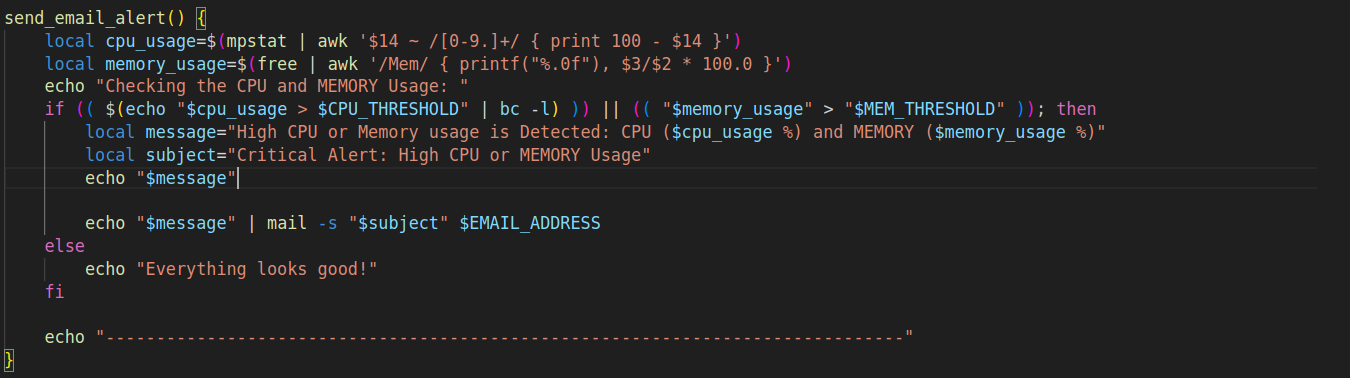 send_email_alert() {
    local cpu_usage=$(mpstat | awk '$14 ~ /[0-9.]+/ { print 100 - $14 }')
    local memory_usage=$(free | awk '/Mem/ { printf("%.0f"), $3/$2 * 100.0 }')
    echo "Checking the CPU and MEMORY Usage: "
    if (( $(echo "$cpu_usage > $CPU_THRESHOLD" | bc -l) )) || (( "$memory_usage" > "$MEM_THRESHOLD" )); then
        local message="High CPU or Memory usage is Detected: CPU ($cpu_usage %) and MEMORY ($memory_usage %)"
        local subject="Critical Alert: High CPU or MEMORY Usage"
        echo "$message"

        echo "$message" | mail -s "$subject" $EMAIL_ADDRESS
    else
        echo "Everything looks good!"
    fi

    echo "-------------------------------------------------------------------------------"
}